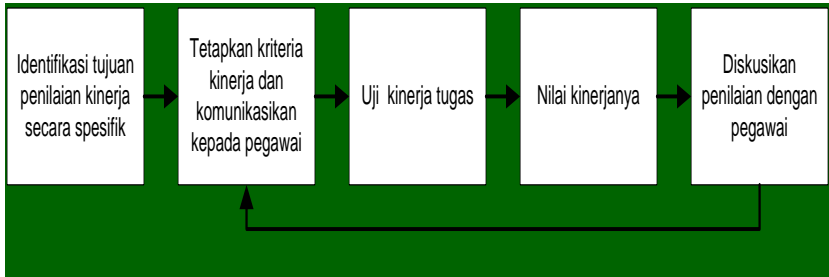 Identifikasi tujuan
penilaian kinerja
secara spesifik
Tetapkan kriteria
kinerja dan
komunikasikan
kepada pegawai
Uji  kinerja tugas
Nilai kinerjanya
Diskusikan
penilaian dengan
pegawai